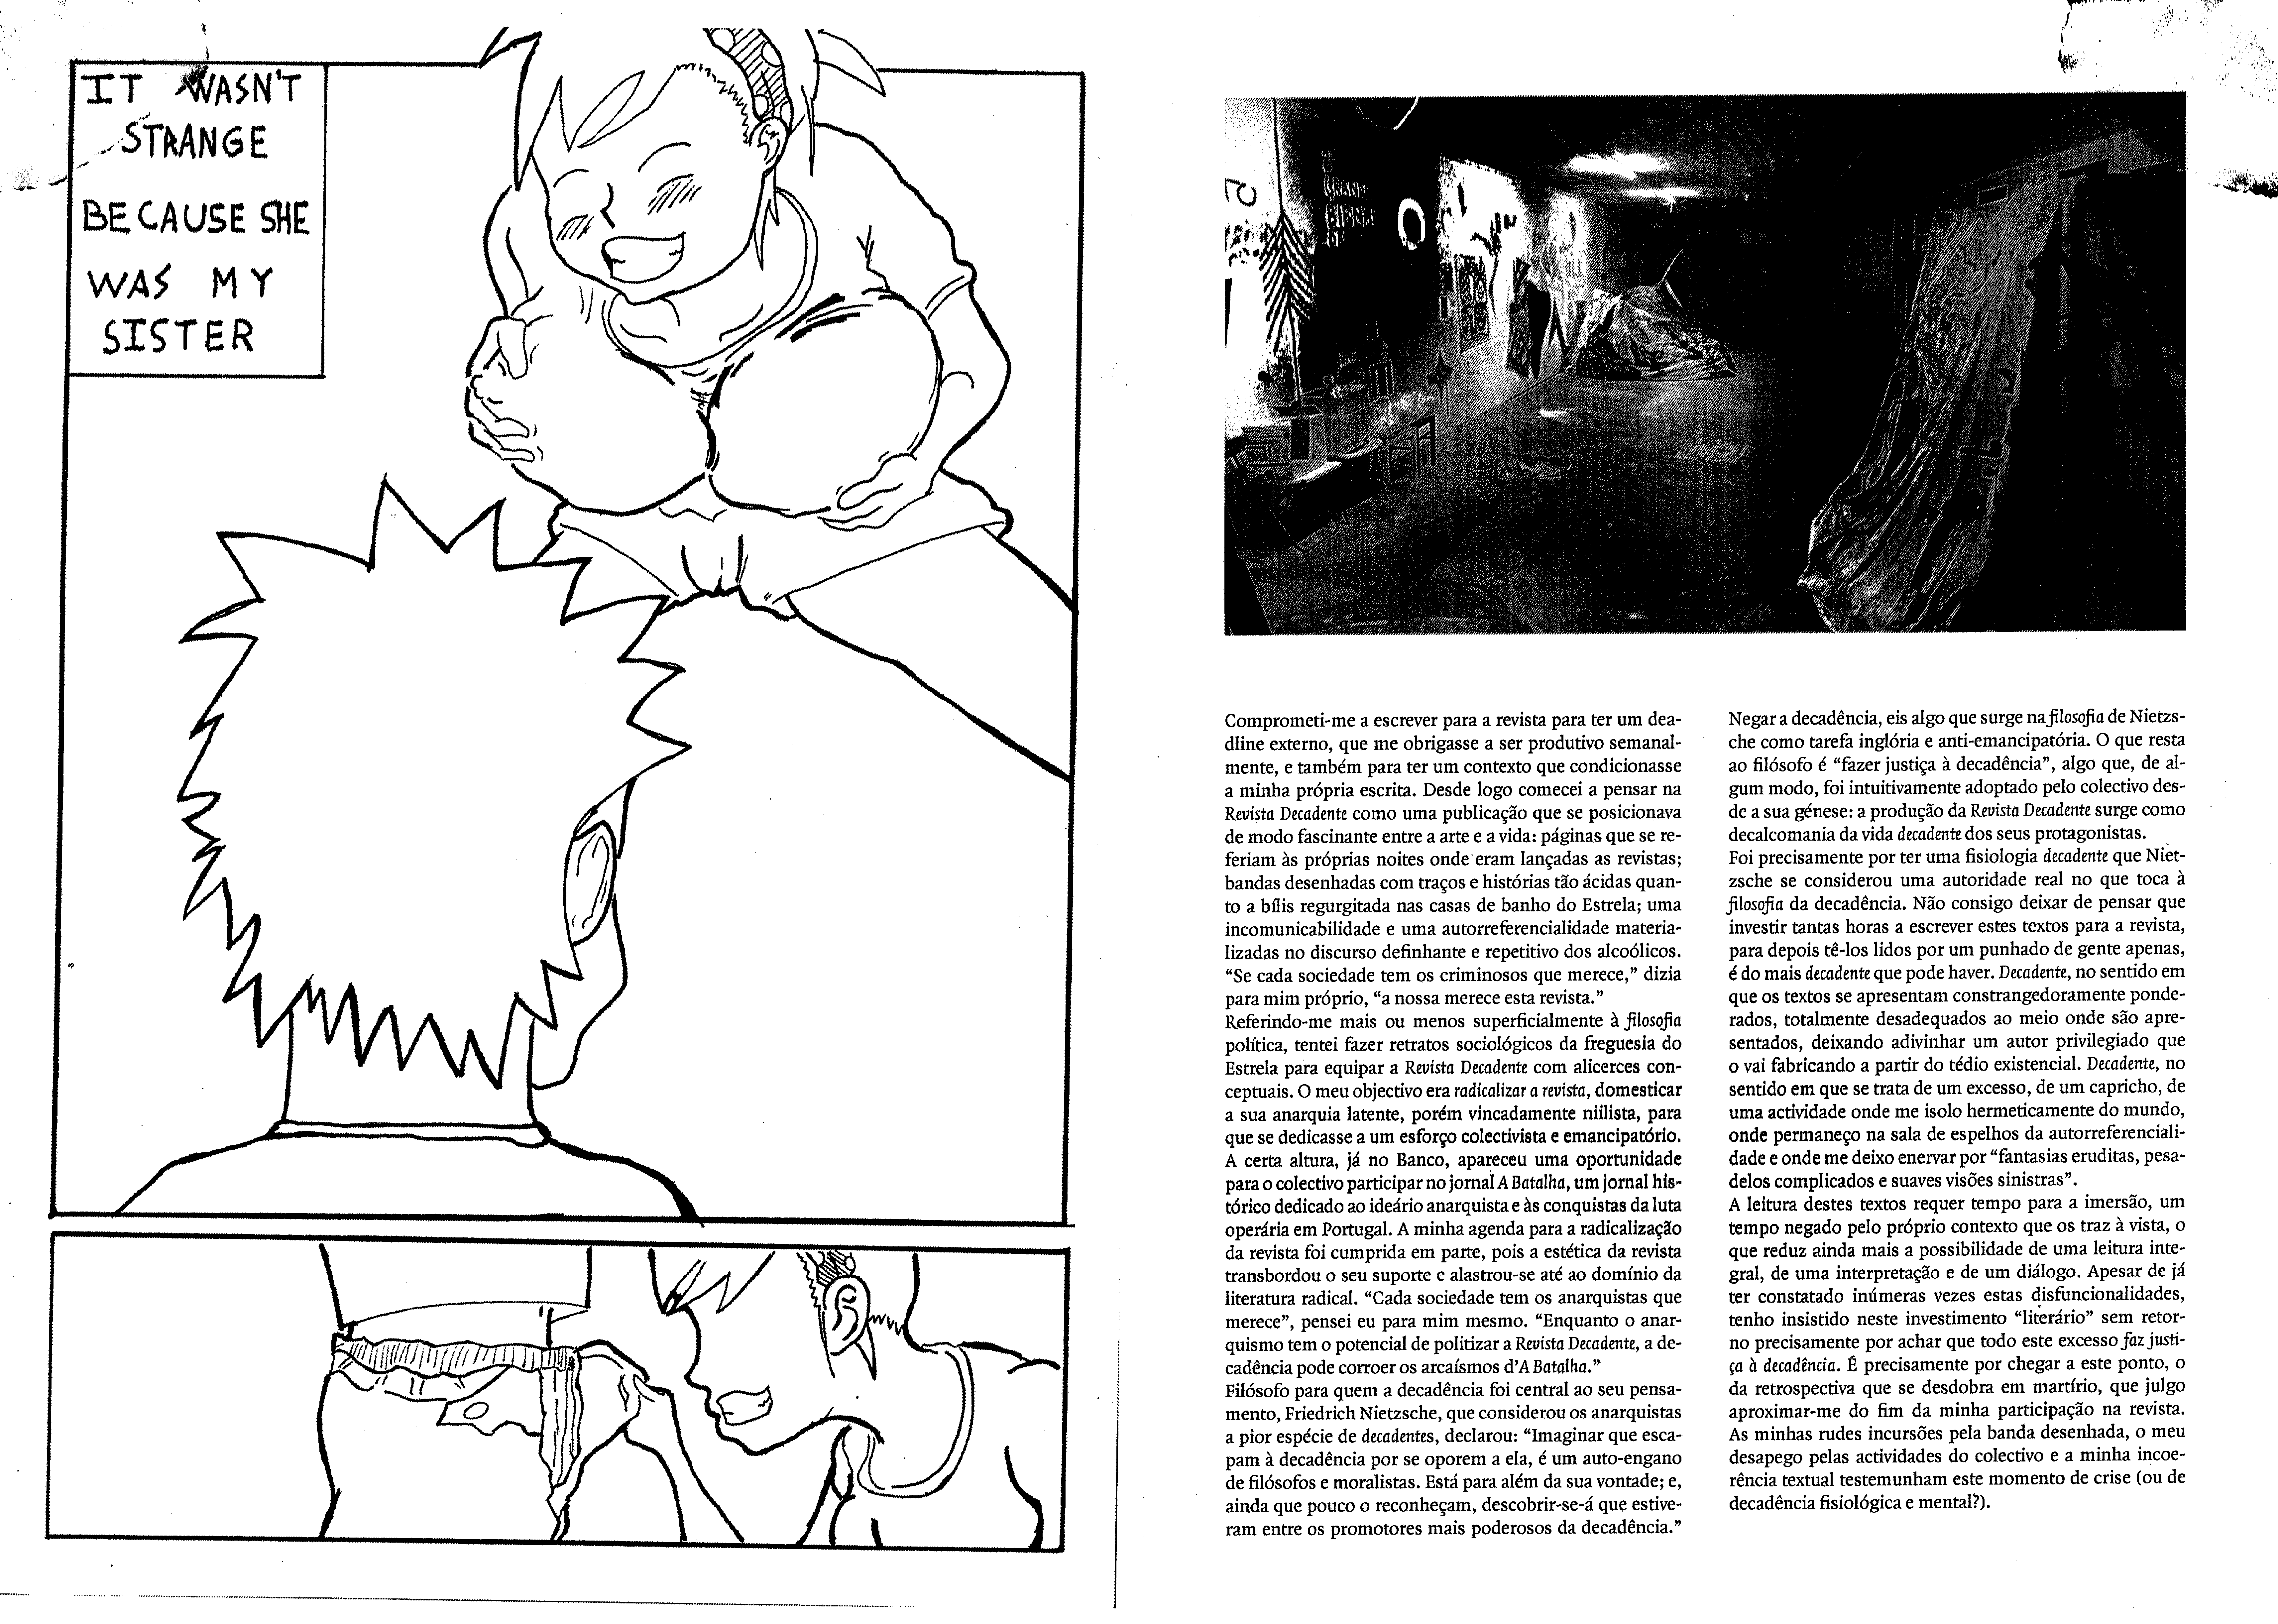 IT WASN'T
STRANGE
BECAUSE SHE
WAS MY
SISTER
Comprometi-me a escrever para a revista para ter um dea-
dline externo, que me obrigasse a ser produtivo semanal-
mente, e também para ter um contexto que condicionasse
a minha própria escrita. Desde logo comecei a pensar na
Revista Decadente como uma publicação que se posicionava
de modo fascinante entre a arte e a vida: páginas que se re-
feriam às próprias noites onde eram lançadas as revistas;
bandas desenhadas com traços e histórias tão ácidas quan-
to a bílis regurgitada nas casas de banho do Estrela; uma
incomunicabilidade e uma autorreferencialidade materia-
lizadas no discurso definhante e repetitivo dos alcoólicos.
“Se cada sociedade tem os criminosos que merece,” dizia
para mim próprio, “a nossa merece esta revista.”
Referindo-me mais ou menos superficialmente à filosofia
política, tentei fazer retratos sociológicos da freguesia do
Estrela para equipar a Revista Decadente com alicerces con-
ceptuais. O meu objectivo era radicalizar a revista, domesticar
a sua anarquia latente, porém vincadamente niilista, para
que se dedicasse a um esforço colectivista e emancipatório.
A certa altura, já no Banco, apareceu uma oportunidade
para o colectivo participar no jornal A Batalha, um jornal his-
tórico dedicado ao ideário anarquista e às conquistas da luta
operária em Portugal. A minha agenda para a radicalização
da revista foi cumprida em parte, pois a estética da revista
transbordou o seu suporte e alastrou-se até ao domínio da
literatura radical. “Cada sociedade tem os anarquistas que
merece”, pensei eu para mim mesmo. “Enquanto o anar-
quismo tem o potencial de politizar a Revista Decadente, a de-
cadência pode corroer os arcaísmos d’A Batalha.”
Filósofo para quem a decadência foi central ao seu pensa-
mento, Friedrich Nietzsche, que considerou os anarquistas
a pior espécie de decadentes, declarou: “Imaginar que esca-
pam à decadência por se oporem a ela, é um auto-engano
de filósofos e moralistas. Está para além da sua vontade; e,
ainda que pouco o reconheçam, descobrir-se-á que estive-
ram entre os promotores mais poderosos da decadência.”
Negar a decadência, eis algo que surge na filosofia de Nietzs-
che como tarefa inglória e anti-emancipatória. O que resta
ao filósofo é “fazer justiça à decadência”, algo que, de al-
gum modo, foi intuitivamente adoptado pelo colectivo des-
de a sua génese: a produção da Revista Decadente surge como
decalcomania da vida decadente dos seus protagonistas.
Foi precisamente por ter uma fisiologia decadente que Niet-
zsche se considerou uma autoridade real no que toca à
filosofia da decadência. Não consigo deixar de pensar que
investir tantas horas a escrever estes textos para a revista,
para depois tê-los lidos por um punhado de gente apenas,
é do mais decadente que pode haver. Decadente, no sentido em
que os textos se apresentam constrangedoramente ponde-
rados, totalmente desadequados ao meio onde são apre-
sentados, deixando adivinhar um autor privilegiado que
o vai fabricando a partir do tédio existencial. Decadente, no
sentido em que se trata de um excesso, de um capricho, de
uma actividade onde me isolo hermeticamente do mundo,
onde permaneço na sala de espelhos da autorreferenciali-
dade e onde me deixo enervar por “fantasias eruditas, pesa-
delos complicados e suaves visões sinistras”.
A leitura destes textos requer tempo para a imersão, um
tempo negado pelo próprio contexto que os traz à vista, o
que reduz ainda mais a possibilidade de uma leitura inte-
gral, de uma interpretação e de um diálogo. Apesar de já
ter constatado inúmeras vezes estas disfuncionalidades,
tenho insistido neste investimento “literário” sem retor-
no precisamente por achar que todo este excesso faz justi-
ça à decadência. É precisamente por chegar a este ponto, o
da retrospectiva que se desdobra em martírio, que julgo
aproximar-me do fim da minha participação na revista.
As minhas rudes incursões pela banda desenhada, o meu
desapego pelas actividades do colectivo e a minha incoe-
rência textual testemunham este momento de crise (ou de
decadência fisiológica e mental?).